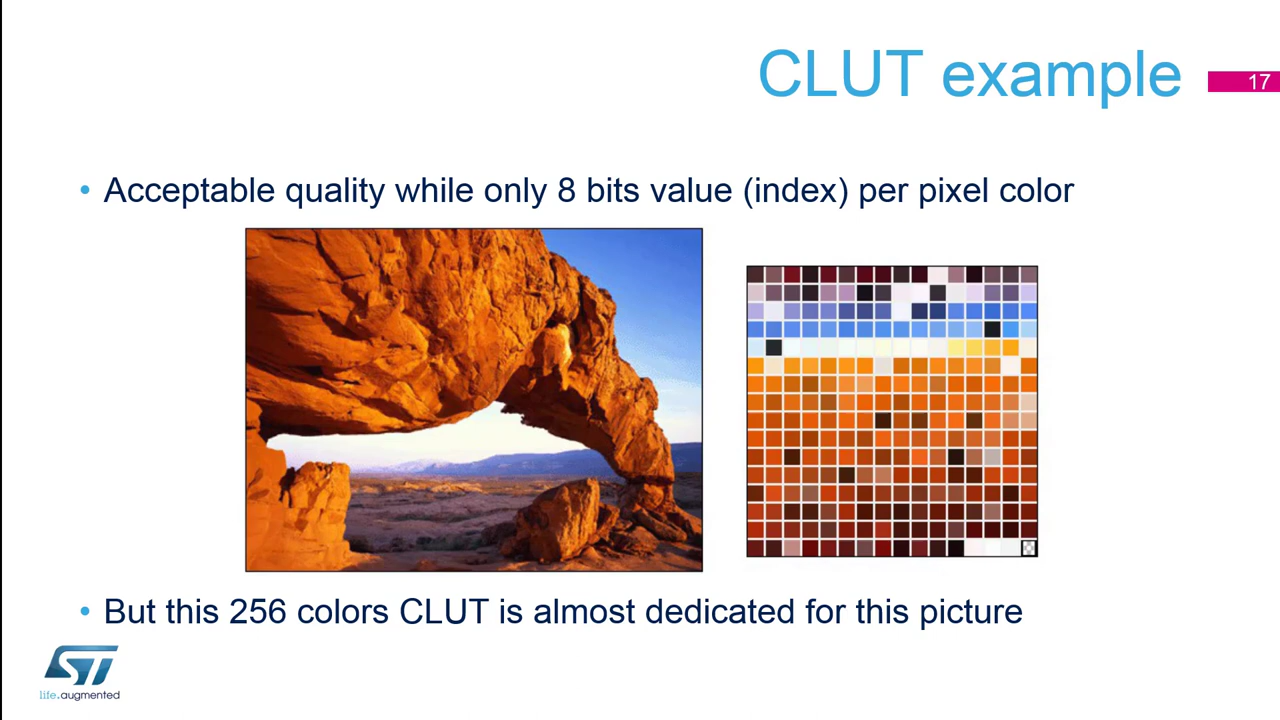 CLUT example
17
• Acceptable quality while only 8 bits value (index) per pixel color
• But this 256 colors CLUT is almost dedicated for this picture
ST
life.augmented